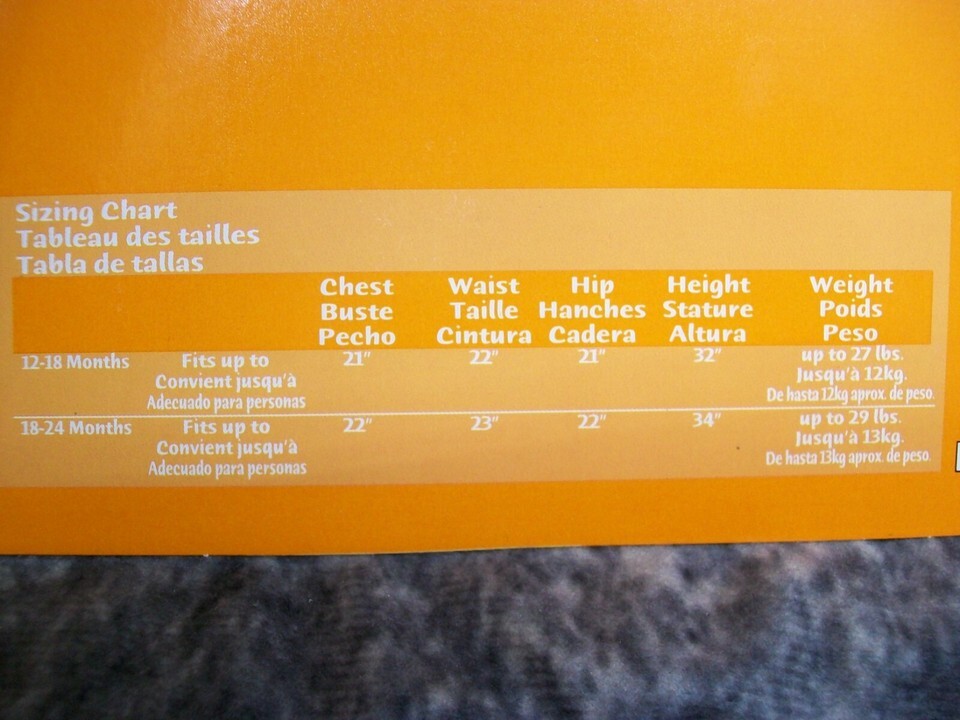 Sizing Chart
Tableau des tailles
Tabla de tallas
Chest Waist Hip Height Weight
Buste Taille Hanches Stature Poids
Pecho Cintura Cadera Altura Peso
12-18 Months Fits up to 21" 22" 21" 32" up to 27 lbs.
Convient jusqu'à Jusqu'à 12kg.
Adecuado para personas De hasta 12kg aprox. de peso.
18-24 Months Fits up to 22" 23" 22" 34" up to 29 lbs.
Convient jusqu'à Jusqu'à 13kg.
Adecuado para personas De hasta 13kg aprox. de peso.